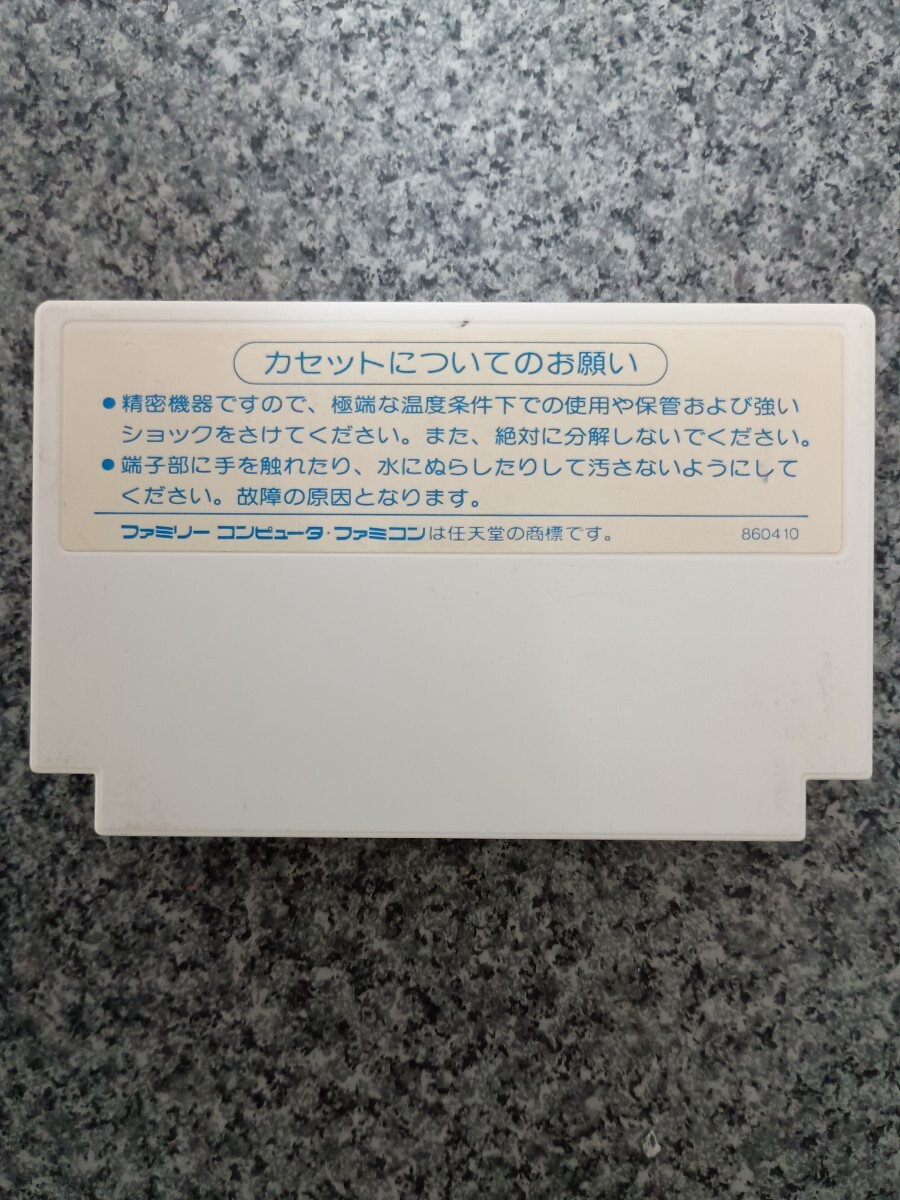 カセットについてのお願い
●精密機器ですので、極端な温度条件下での使用や保管および強い
ショックをさけてください。また、絶対に分解しないでください。
●端子部に手を触れたり、水にぬらしたりして汚さないようにして
ください。故障の原因となります。
ファミリー コンピュータ・ファミコンは任天堂の商標です。 860410